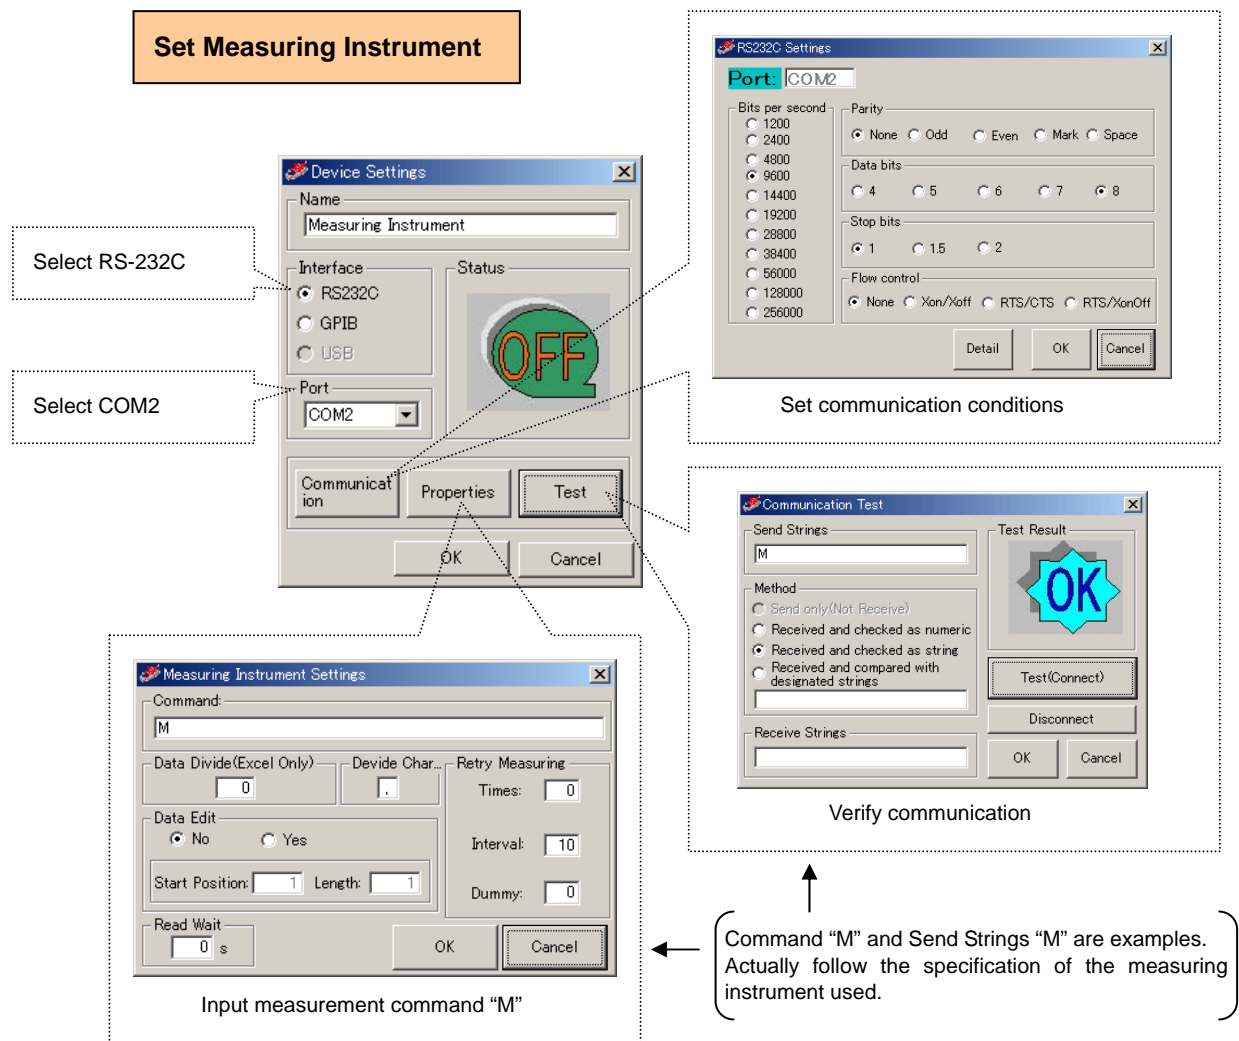 Set Measuring Instrument
Select RS-232C
Select COM2
Device Settings
Name
Measuring Instrument
Interface
RS232C
GPIB
USB
Status
OFF
Port
COM2
Communicat
ion
Properties
Test
OK
Cancel
RS232C Settings
Port: COM2
Bits per second
1200
2400
4800
9600
14400
19200
28800
38400
56000
128000
256000
Parity
None Odd Even Mark Space
Data bits
4 5 6 7 8
Stop bits
1 1.5 2
Flow control
None Xon/Xoff RTS/CTS RTS/XonOff
Detail OK Cancel
Set communication conditions
Communication Test
Send Strings
M
Method
Send only(Not Receive)
Received and checked as numeric
Received and checked as string
Received and compared with
designated strings
Receive Strings
Test Result
OK
Test(Connect)
Disconnect
OK Cancel
Verify communication
Measuring Instrument Settings
Command:
M
Data Divide(Excel Only)
0
Devide Char...
,
Retry Measuring
Times: 0
Interval: 10
Dummy: 0
Data Edit
No Yes
Start Position: 1 Length: 1
Read Wait
0 s
OK Cancel
Input measurement command “M”
Command “M” and Send Strings “M” are examples.
Actually follow the specification of the measuring
instrument used.